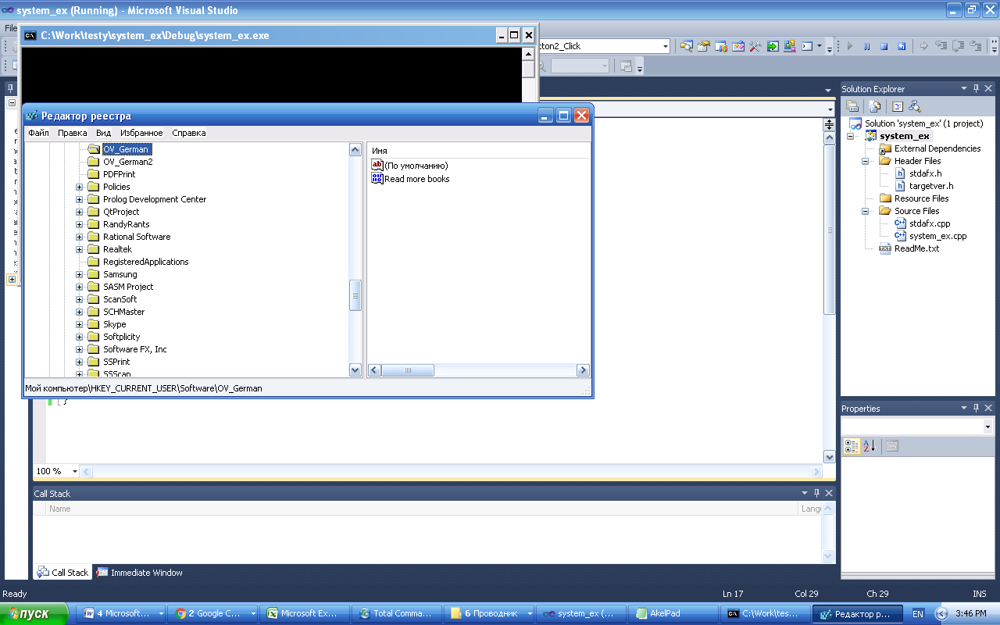 system_ex (Running) - Microsoft Visual Studio
File
C:\Work\testy\system_ex\Debug\system_ex.exe
tton2_Click
Редактор реестра
Файл Правка Вид Избранное Справка
OV_German
OV_German2
PDFPrint
Policies
Prolog Development Center
QtProject
RandyRants
Rational Software
Realtek
RegisteredApplications
Samsung
SASM Project
ScanSoft
SCHMaster
Skype
Softplicity
Software FX, Inc
SSPrint
SSScan
Имя
(По умолчанию)
Read more books
Мой компьютер\HKEY_CURRENT_USER\Software\OV_German
}
100 %
Solution Explorer
Solution 'system_ex' (1 project)
system_ex
External Dependencies
Header Files
stdafx.h
targetver.h
Resource Files
Source Files
stdafx.cpp
system_ex.cpp
ReadMe.txt
Properties
Call Stack
Name Langu
Call Stack Immediate Window
Ready Ln 17 Col 29 Ch 29 INS
пуск 4 Microsoft... 2 Google C... Microsoft Ex... Total Comma... 6 Проводник system_ex (... AkelPad C:\Work\tes... Редактор р... EN 3:46 PM